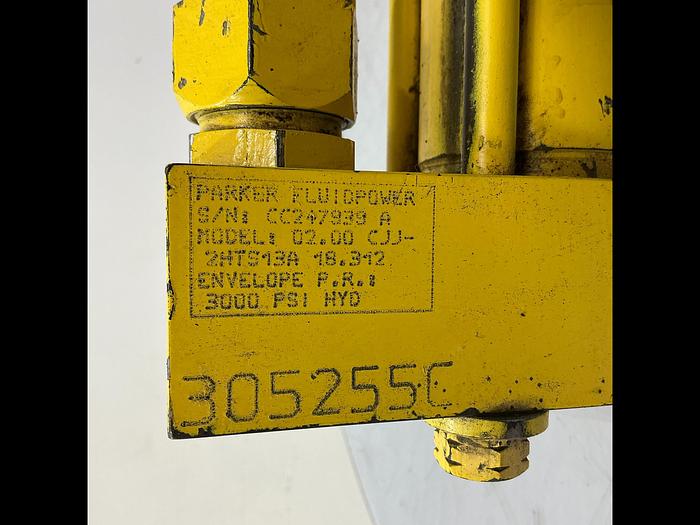 PARKER FLUIDPOWER
S/N: CC247939 A
MODEL: 02.00 CJJ-
2HTS13A 18.312
ENVELOPE P.R.:
3000 PSI HYD
305255C